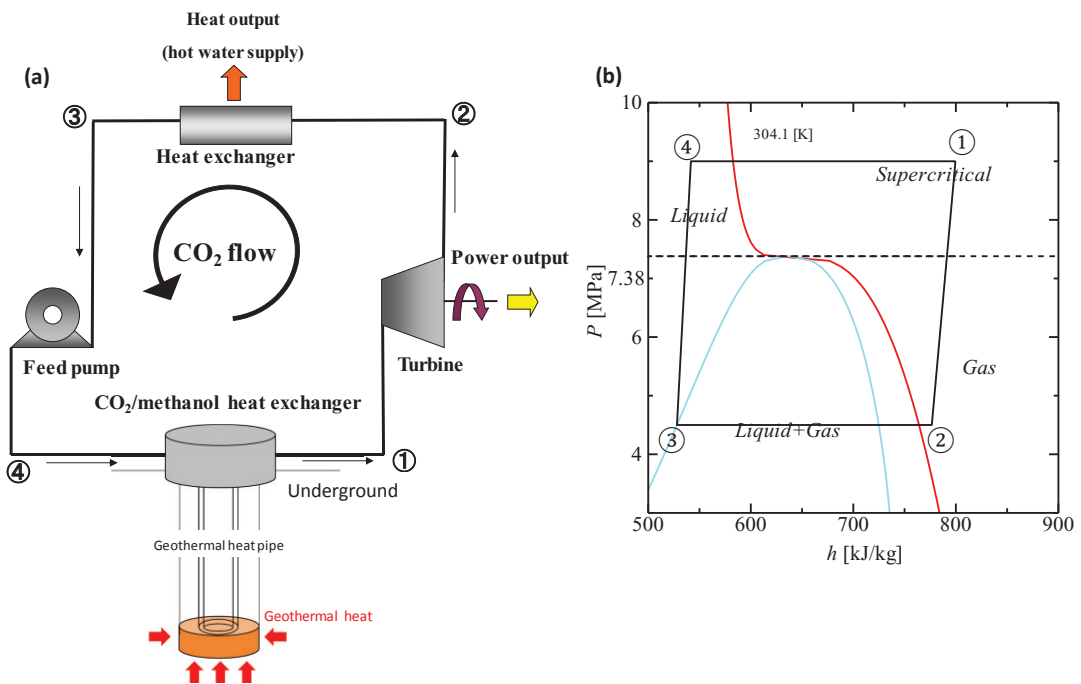 Heat output
(hot water supply)
(a)
③
②
Heat exchanger
CO₂ flow
Power output
Feed pump
Turbine
CO₂/methanol heat exchanger
④
①
Underground
Geothermal heat pipe
Geothermal heat
(b)
10
8
7.38
6
4
P [MPa]
304.1 [K]
④
①
Supercritical
Liquid
Gas
Liquid+Gas
③
②
500
600
700
800
900
h [kJ/kg]